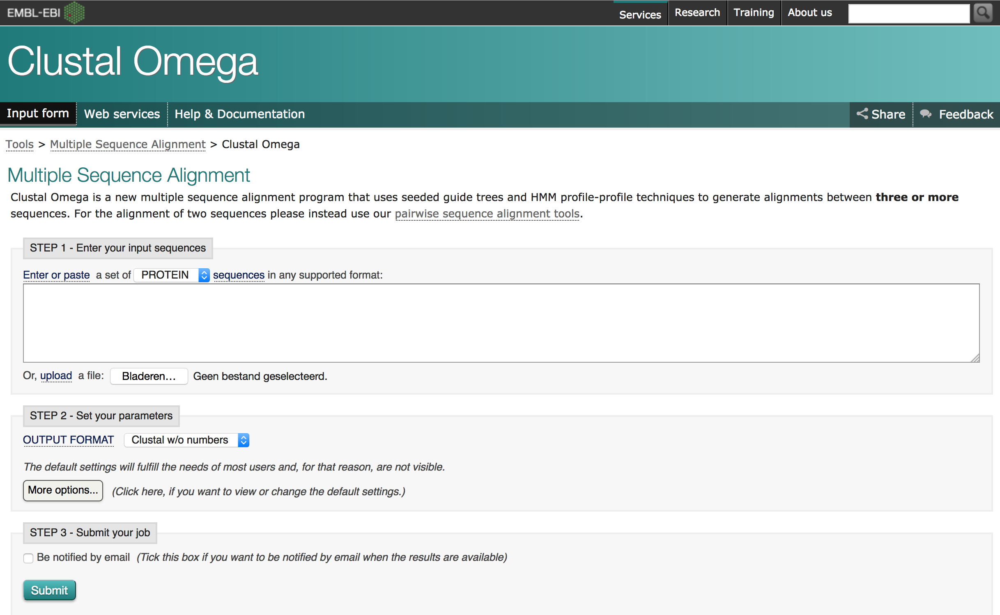 EMBL-EBI
Services
Research
Training
About us
Clustal Omega
Input form
Web services
Help & Documentation
Share
Feedback
Tools > Multiple Sequence Alignment > Clustal Omega
Multiple Sequence Alignment
Clustal Omega is a new multiple sequence alignment program that uses seeded guide trees and HMM profile-profile techniques to generate alignments between three or more
sequences. For the alignment of two sequences please instead use our pairwise sequence alignment tools.
STEP 1 - Enter your input sequences
Enter or paste a set of PROTEIN sequences in any supported format:
Or, upload a file: Bladeren... Geen bestand geselecteerd.
STEP 2 - Set your parameters
OUTPUT FORMAT Clustal w/o numbers
The default settings will fulfill the needs of most users and, for that reason, are not visible.
More options... (Click here, if you want to view or change the default settings.)
STEP 3 - Submit your job
Be notified by email (Tick this box if you want to be notified by email when the results are available)
Submit